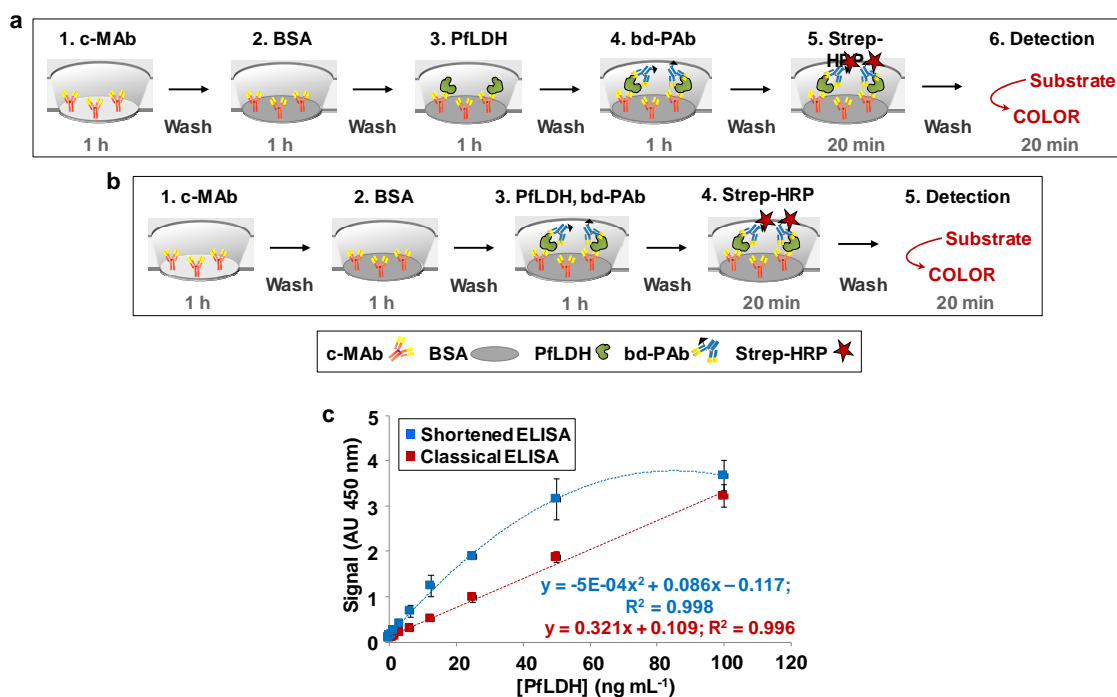 a
1. c-MAb 2. BSA 3. PfLDH 4. bd-PAb 5. Strep- 6. Detection
HRP
Substrate
COLOR
Wash Wash Wash Wash Wash
1 h 1 h 1 h 1 h 20 min 20 min
b
1. c-MAb 2. BSA 3. PfLDH, bd-PAb 4. Strep-HRP 5. Detection
Substrate
COLOR
Wash Wash Wash Wash
1 h 1 h 1 h 20 min 20 min
c-MAb BSA PfLDH bd-PAb Strep-HRP
c
Shortened ELISA
Classical ELISA
Signal (AU 450 nm)
5
4
3
2
1
0
y = -5E-04x² + 0.086x – 0.117;
R² = 0.998
y = 0.321x + 0.109; R² = 0.996
0 20 40 60 80 100 120
[PfLDH] (ng mL⁻¹)